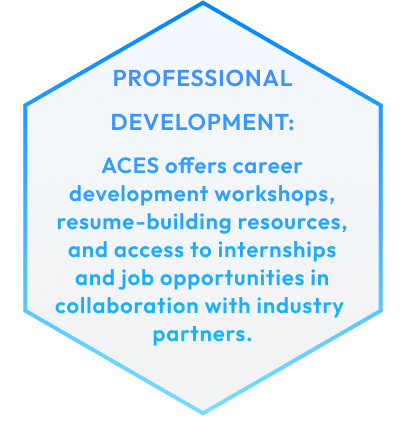 PROFESSIONAL
DEVELOPMENT:
ACES offers career
development workshops,
resume-building resources,
and access to internships
and job opportunities in
collaboration with industry
partners.